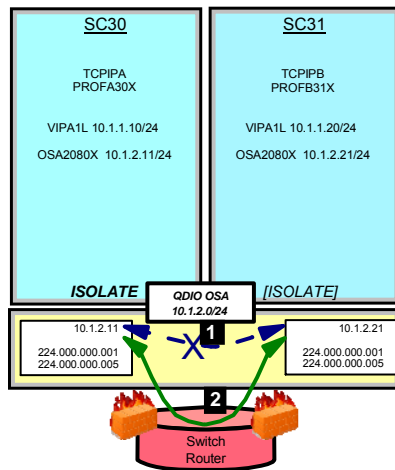 SC30
TCPIPA
PROFA30X
VIPA1L 10.1.1.10/24
OSA2080X 10.1.2.11/24
ISOLATE
SC31
TCPIPB
PROFB31X
VIPA1L 10.1.1.20/24
OSA2080X 10.1.2.21/24
[ISOLATE]
QDIO OSA
10.1.2.0/24
10.1.2.11
224.000.000.001
224.000.000.005
1
X
10.1.2.21
224.000.000.001
224.000.000.005
2
Switch
Router